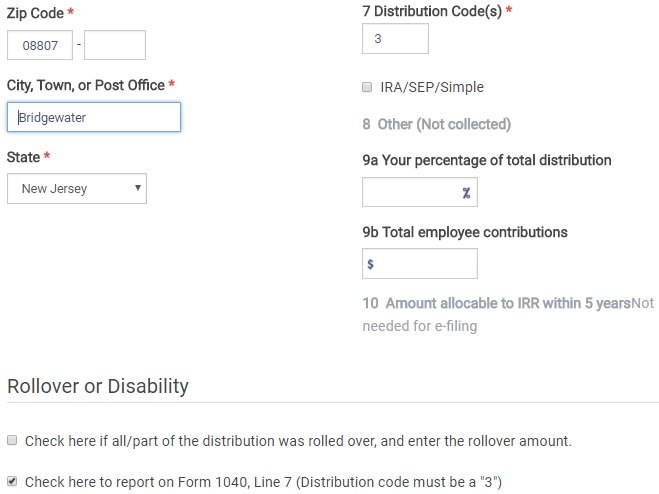 Zip Code *
08807 -
City, Town, or Post Office *
Bridgewater
State *
New Jersey
7 Distribution Code(s) *
3
IRA/SEP/Simple
8 Other (Not collected)
9a Your percentage of total distribution
%
9b Total employee contributions
$
10 Amount allocable to IRR within 5 yearsNot
needed for e-filing
Rollover or Disability
Check here if all/part of the distribution was rolled over, and enter the rollover amount.
Check here to report on Form 1040, Line 7 (Distribution code must be a "3")